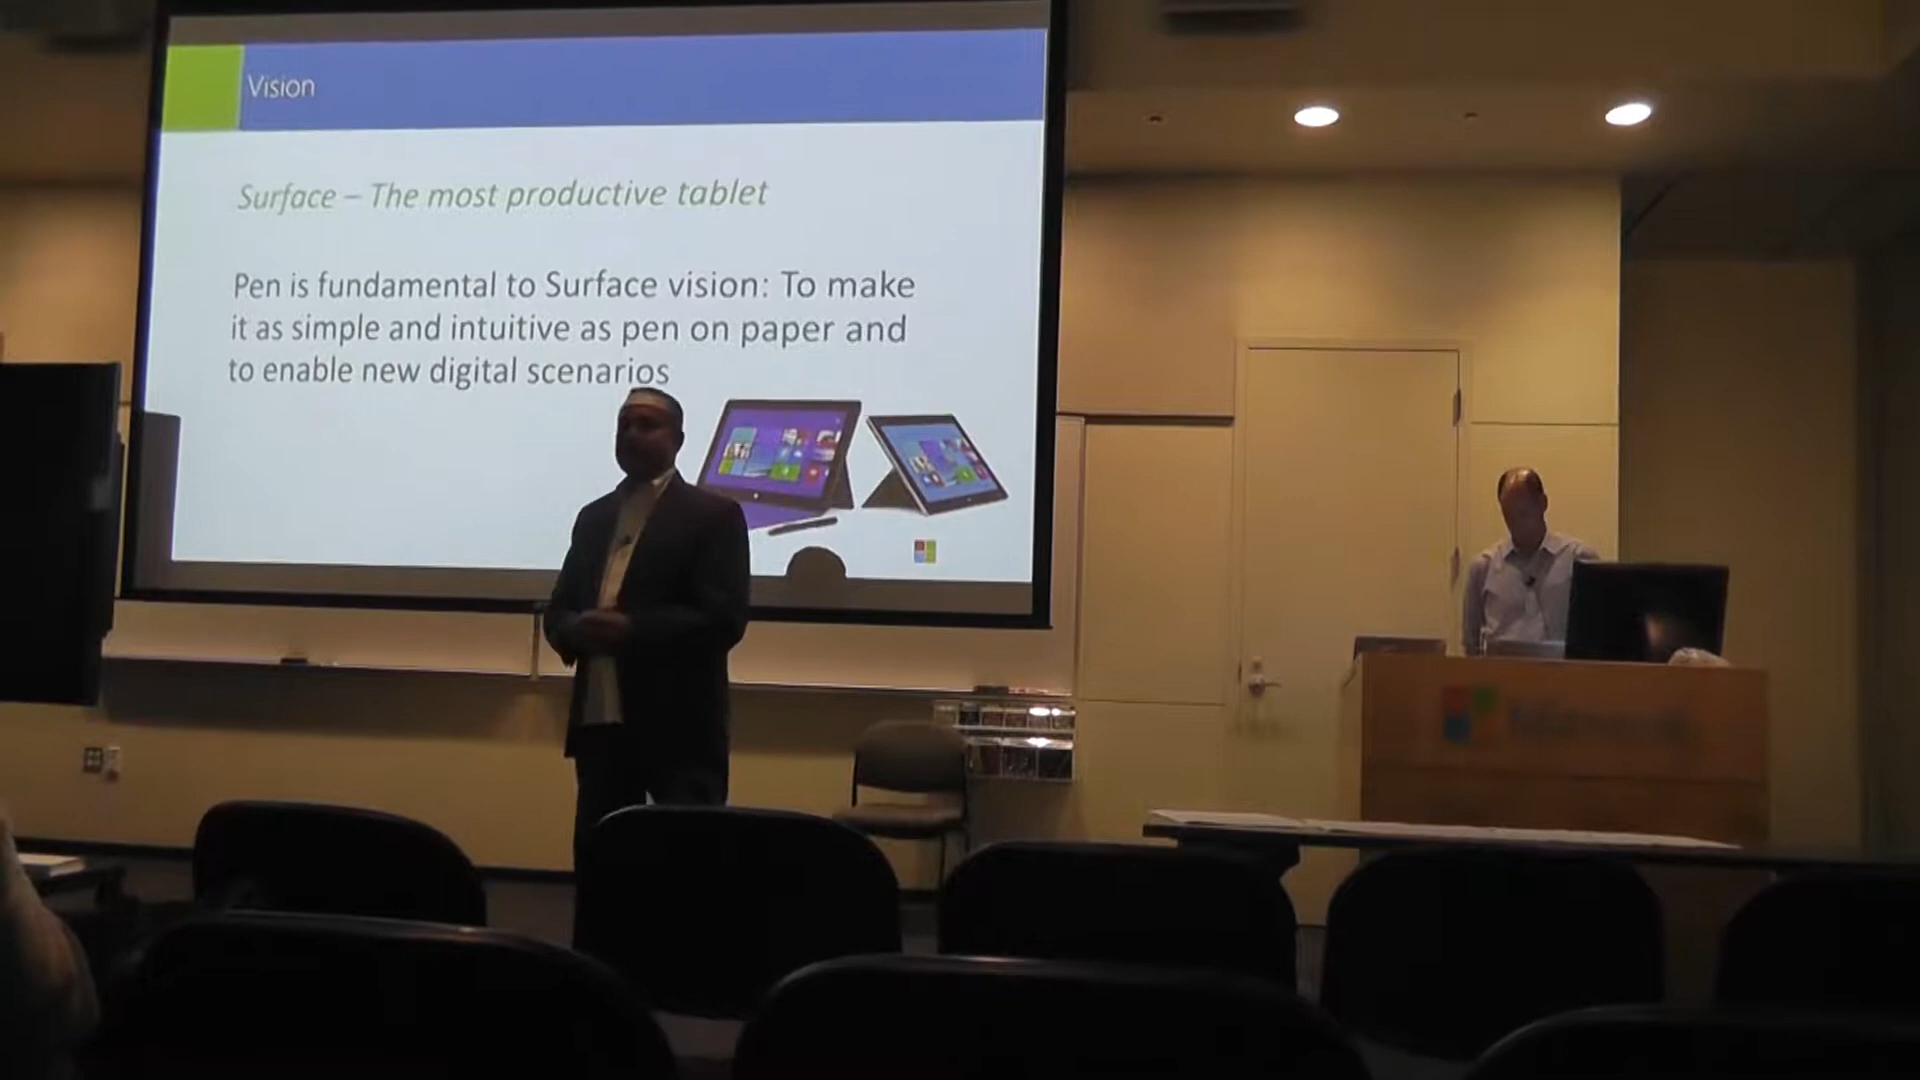 Vision
Surface – The most productive tablet
Pen is fundamental to Surface vision: To make
it as simple and intuitive as pen on paper and
to enable new digital scenarios